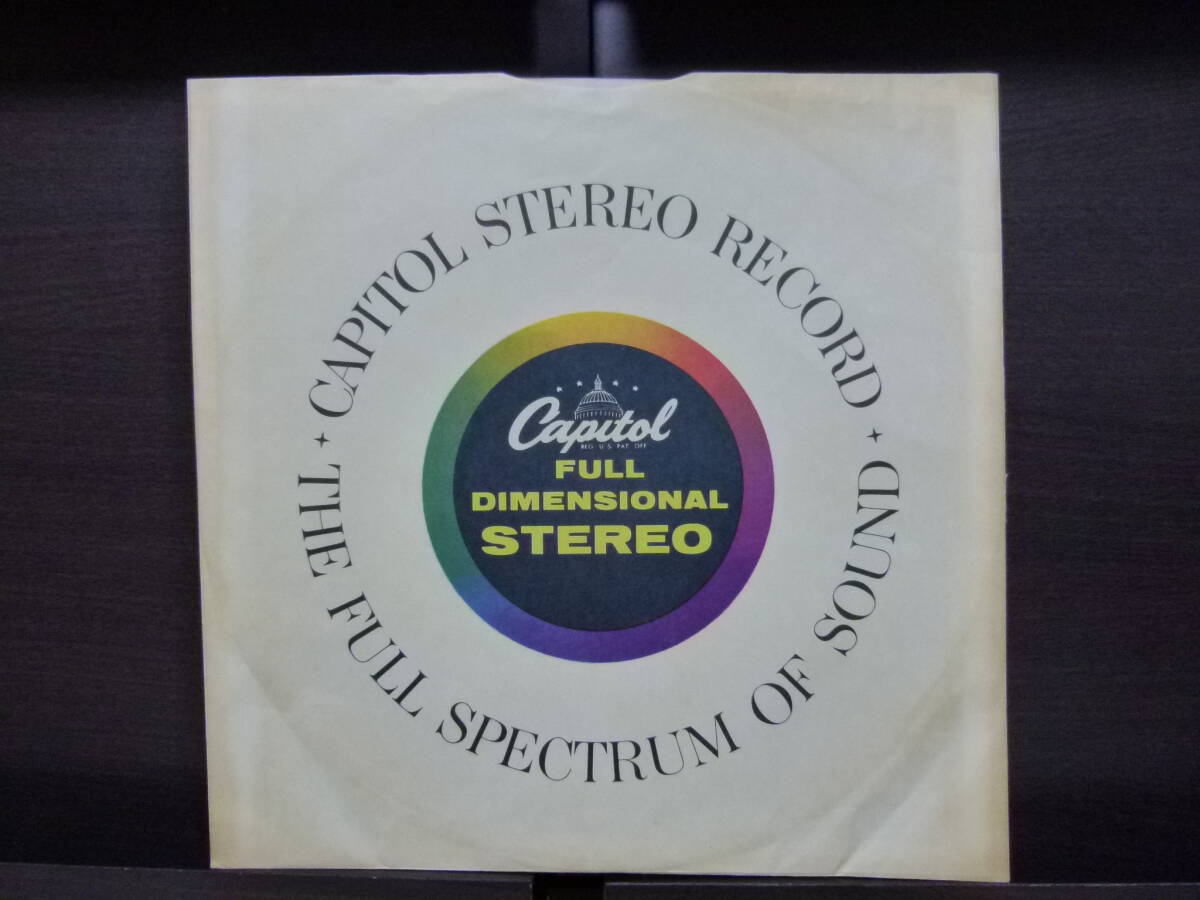 CAPITOL STEREO RECORD
THE FULL SPECTRUM OF SOUND
Capitol
REG. U.S. PAT. OFF.
FULL
DIMENSIONAL
STEREO